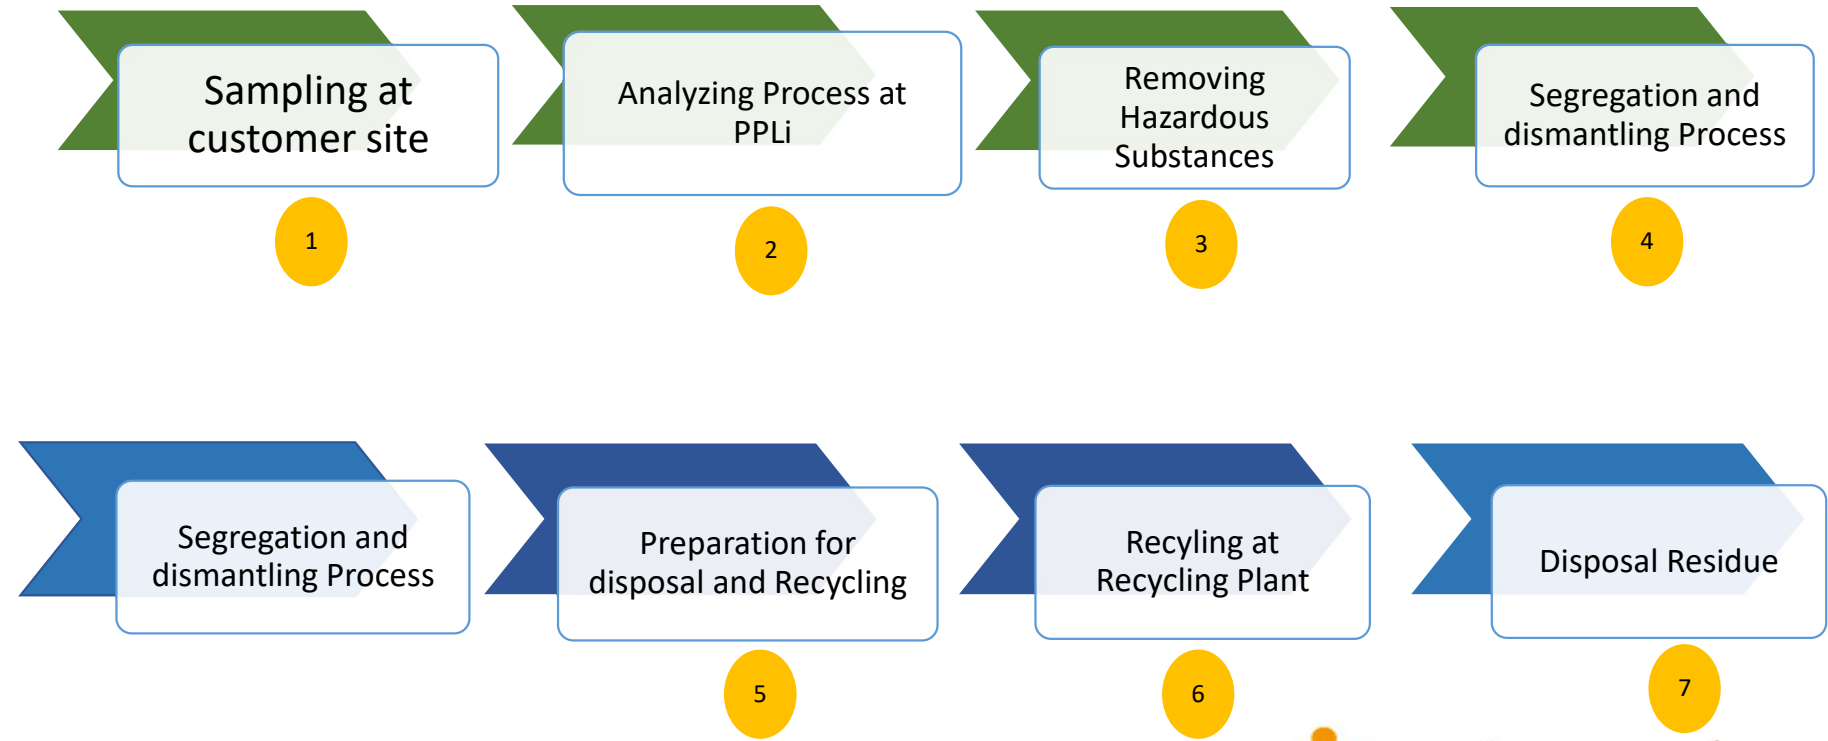 Sampling at
customer site
1
Analyzing Process at
PPLi
2
Removing
Hazardous
Substances
3
Segregation and
dismantling Process
4
Segregation and
dismantling Process
Preparation for
disposal and Recycling
5
Recyling at
Recycling Plant
6
Disposal Residue
7